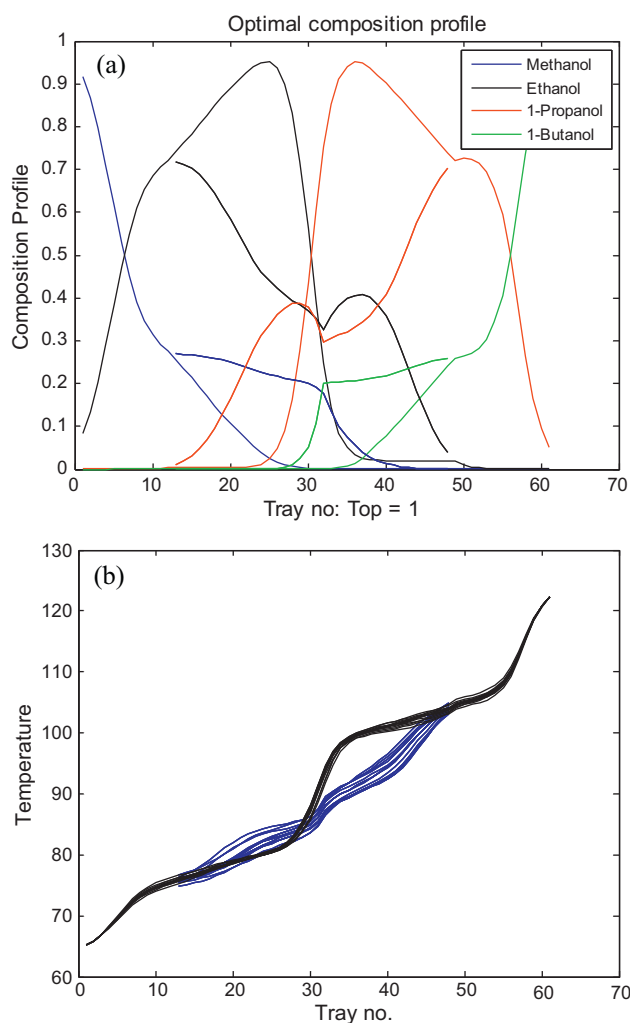 Optimal composition profile
(a)
Methanol
Ethanol
1-Propanol
1-Butanol
Composition Profile
1
0.9
0.8
0.7
0.6
0.5
0.4
0.3
0.2
0.1
0
0 10 20 30 40 50 60 70
Tray no: Top = 1
(b)
Temperature
130
120
110
100
90
80
70
60
0 10 20 30 40 50 60 70
Tray no.